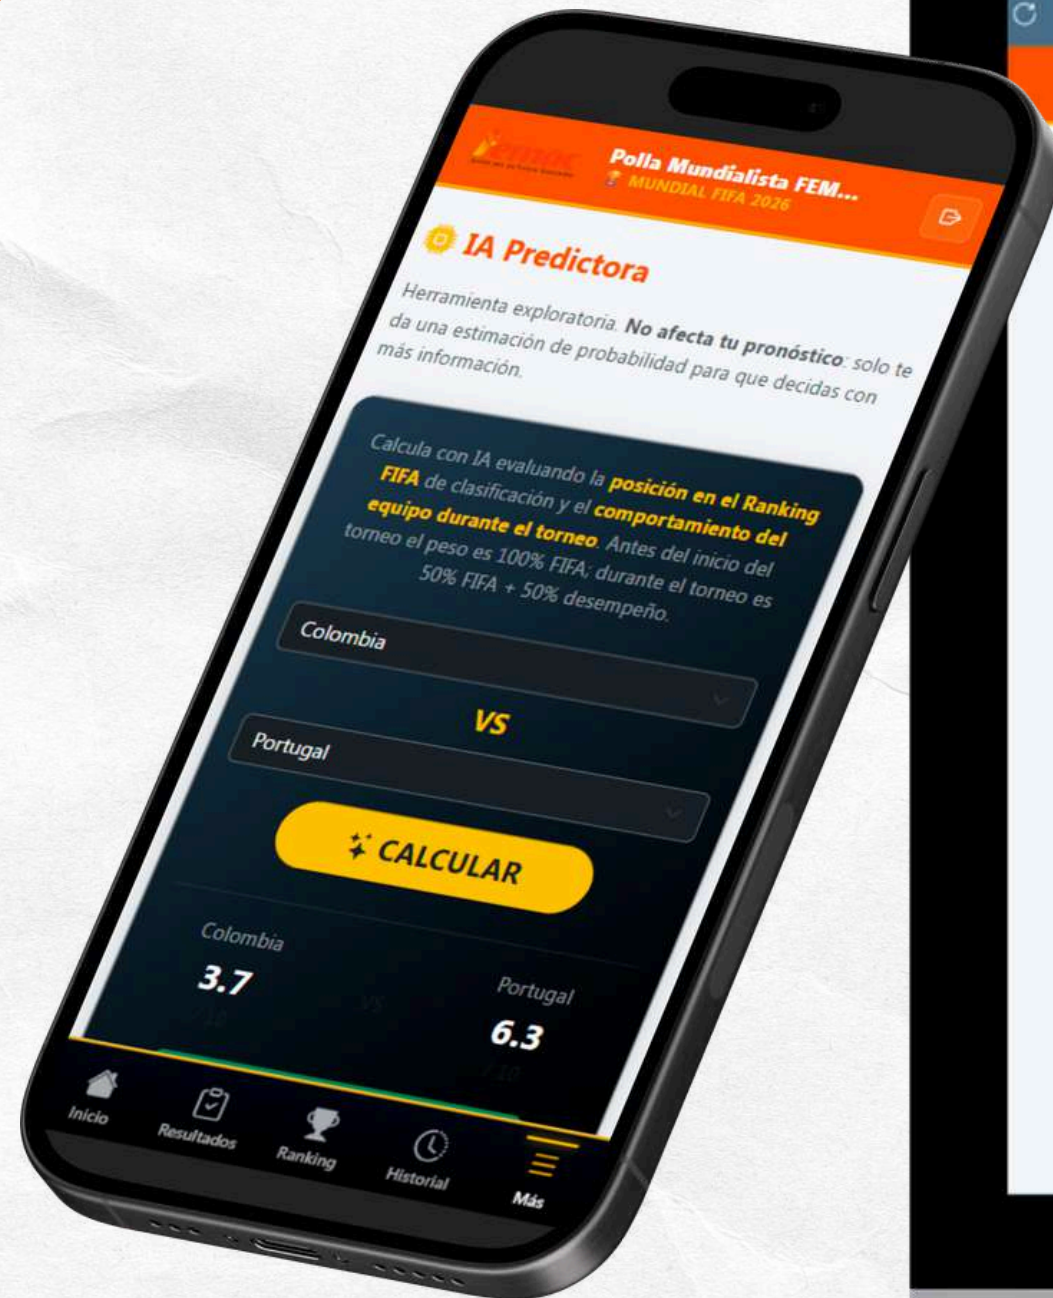 Polla Mundialista FEM...
MUNDIAL FIFA 2026
IA Predictora
Herramienta exploratoria. No afecta tu pronóstico: solo te
da una estimación de probabilidad para que decidas con
más información.
Calcula con IA evaluando la posición en el Ranking
FIFA de clasificación y el comportamiento del
equipo durante el torneo. Antes del inicio del
torneo el peso es 100% FIFA; durante el torneo es
50% FIFA + 50% desempeño.
Colombia
VS
Portugal
CALCULAR
Colombia
3.7
/ 10
VS
Portugal
6.3
/ 10
Inicio
Resultados
Ranking
Historial
Más